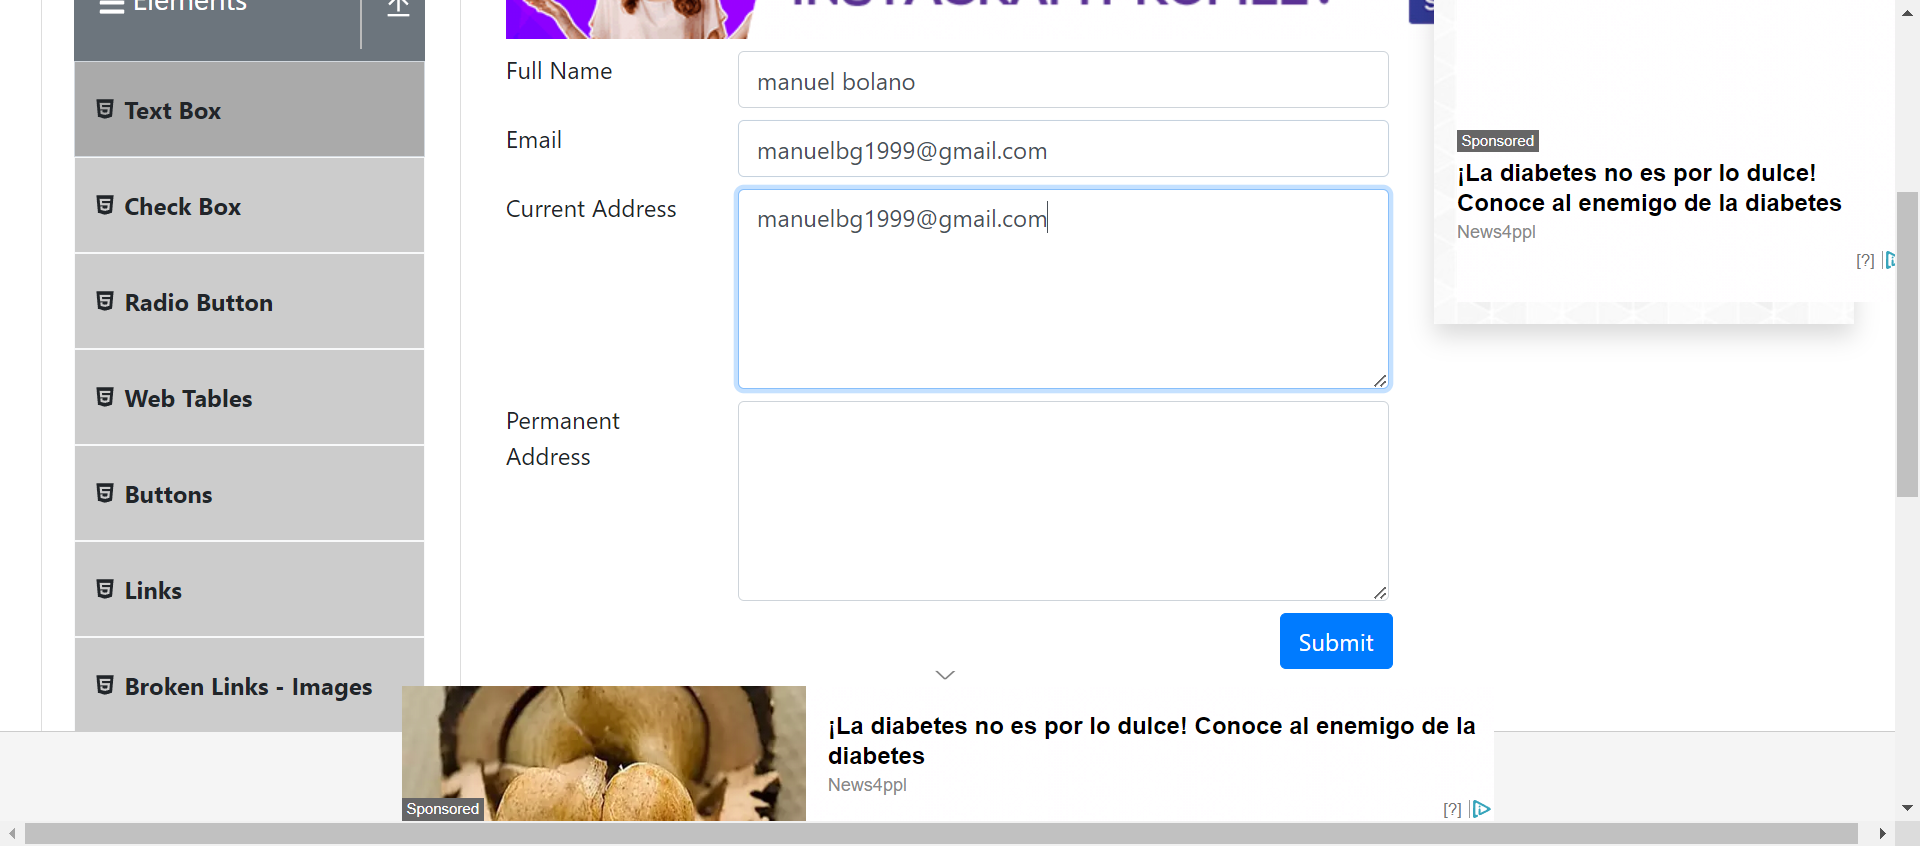 Elements
INSTAGRAM PROFILE?
Full Name
manuel bolano
Text Box
Email
manuelbg1999@gmail.com
Check Box
Current Address
manuelbg1999@gmail.com
Radio Button
Web Tables
Permanent
Address
Buttons
Links
Submit
Broken Links - Images
Sponsored
¡La diabetes no es por lo dulce!
Conoce al enemigo de la diabetes
News4ppl
[?]
¡La diabetes no es por lo dulce! Conoce al enemigo de la
diabetes
News4ppl
Sponsored
[?]